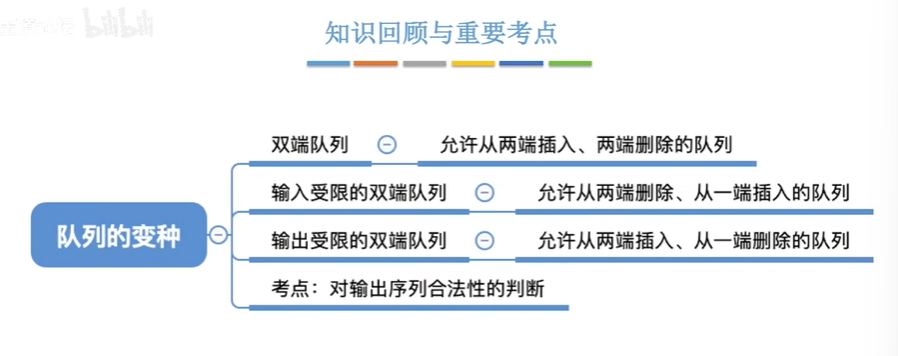 bilibili
知识回顾与重要考点
双端队列
允许从两端插入、两端删除的队列
输入受限的双端队列
允许从两端删除、从一端插入的队列
队列的变种
输出受限的双端队列
允许从两端插入、从一端删除的队列
考点：对输出序列合法性的判断